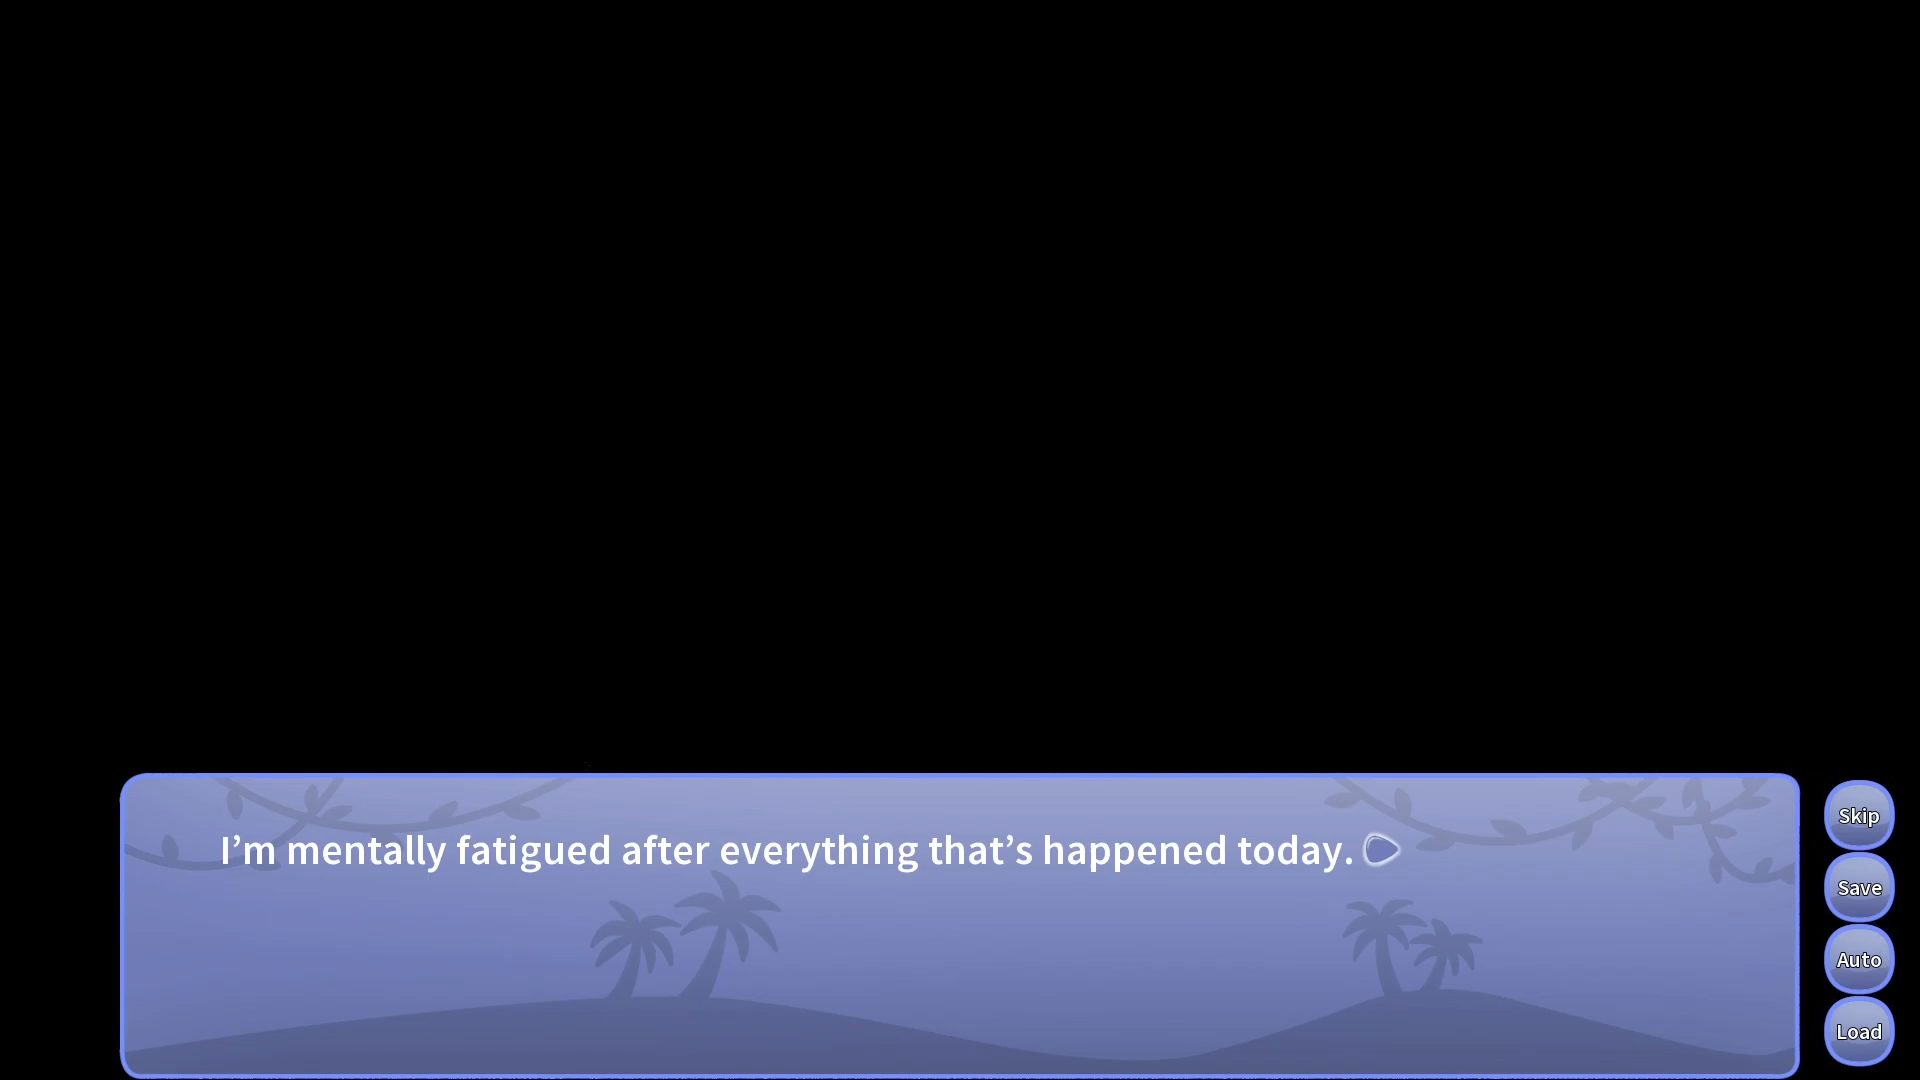 I’m mentally fatigued after everything that’s happened today.
Skip
Save
Auto
Load